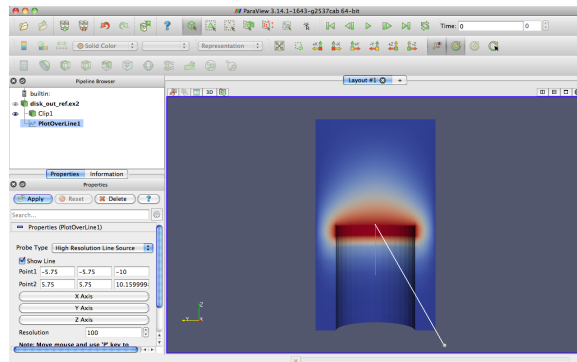 ParaView 3.14.1-1643-g2537cab 64-bit
Time: 0
0
Solid Color
Representation
Pipeline Browser
Layout #1
+
builtin:
3D
disk_out_ref.ex2
Clip1
PlotOverLine1
Properties
Information
Properties
Apply
Reset
Delete
?
Search...
Properties (PlotOverLine1)
Probe Type
High Resolution Line Source
Show Line
Point1
-5.75
-5.75
-10
Point2
5.75
5.75
10.159999
X Axis
Y Axis
Z Axis
Resolution
100
Note: Move mouse and use 'P' key to
Z